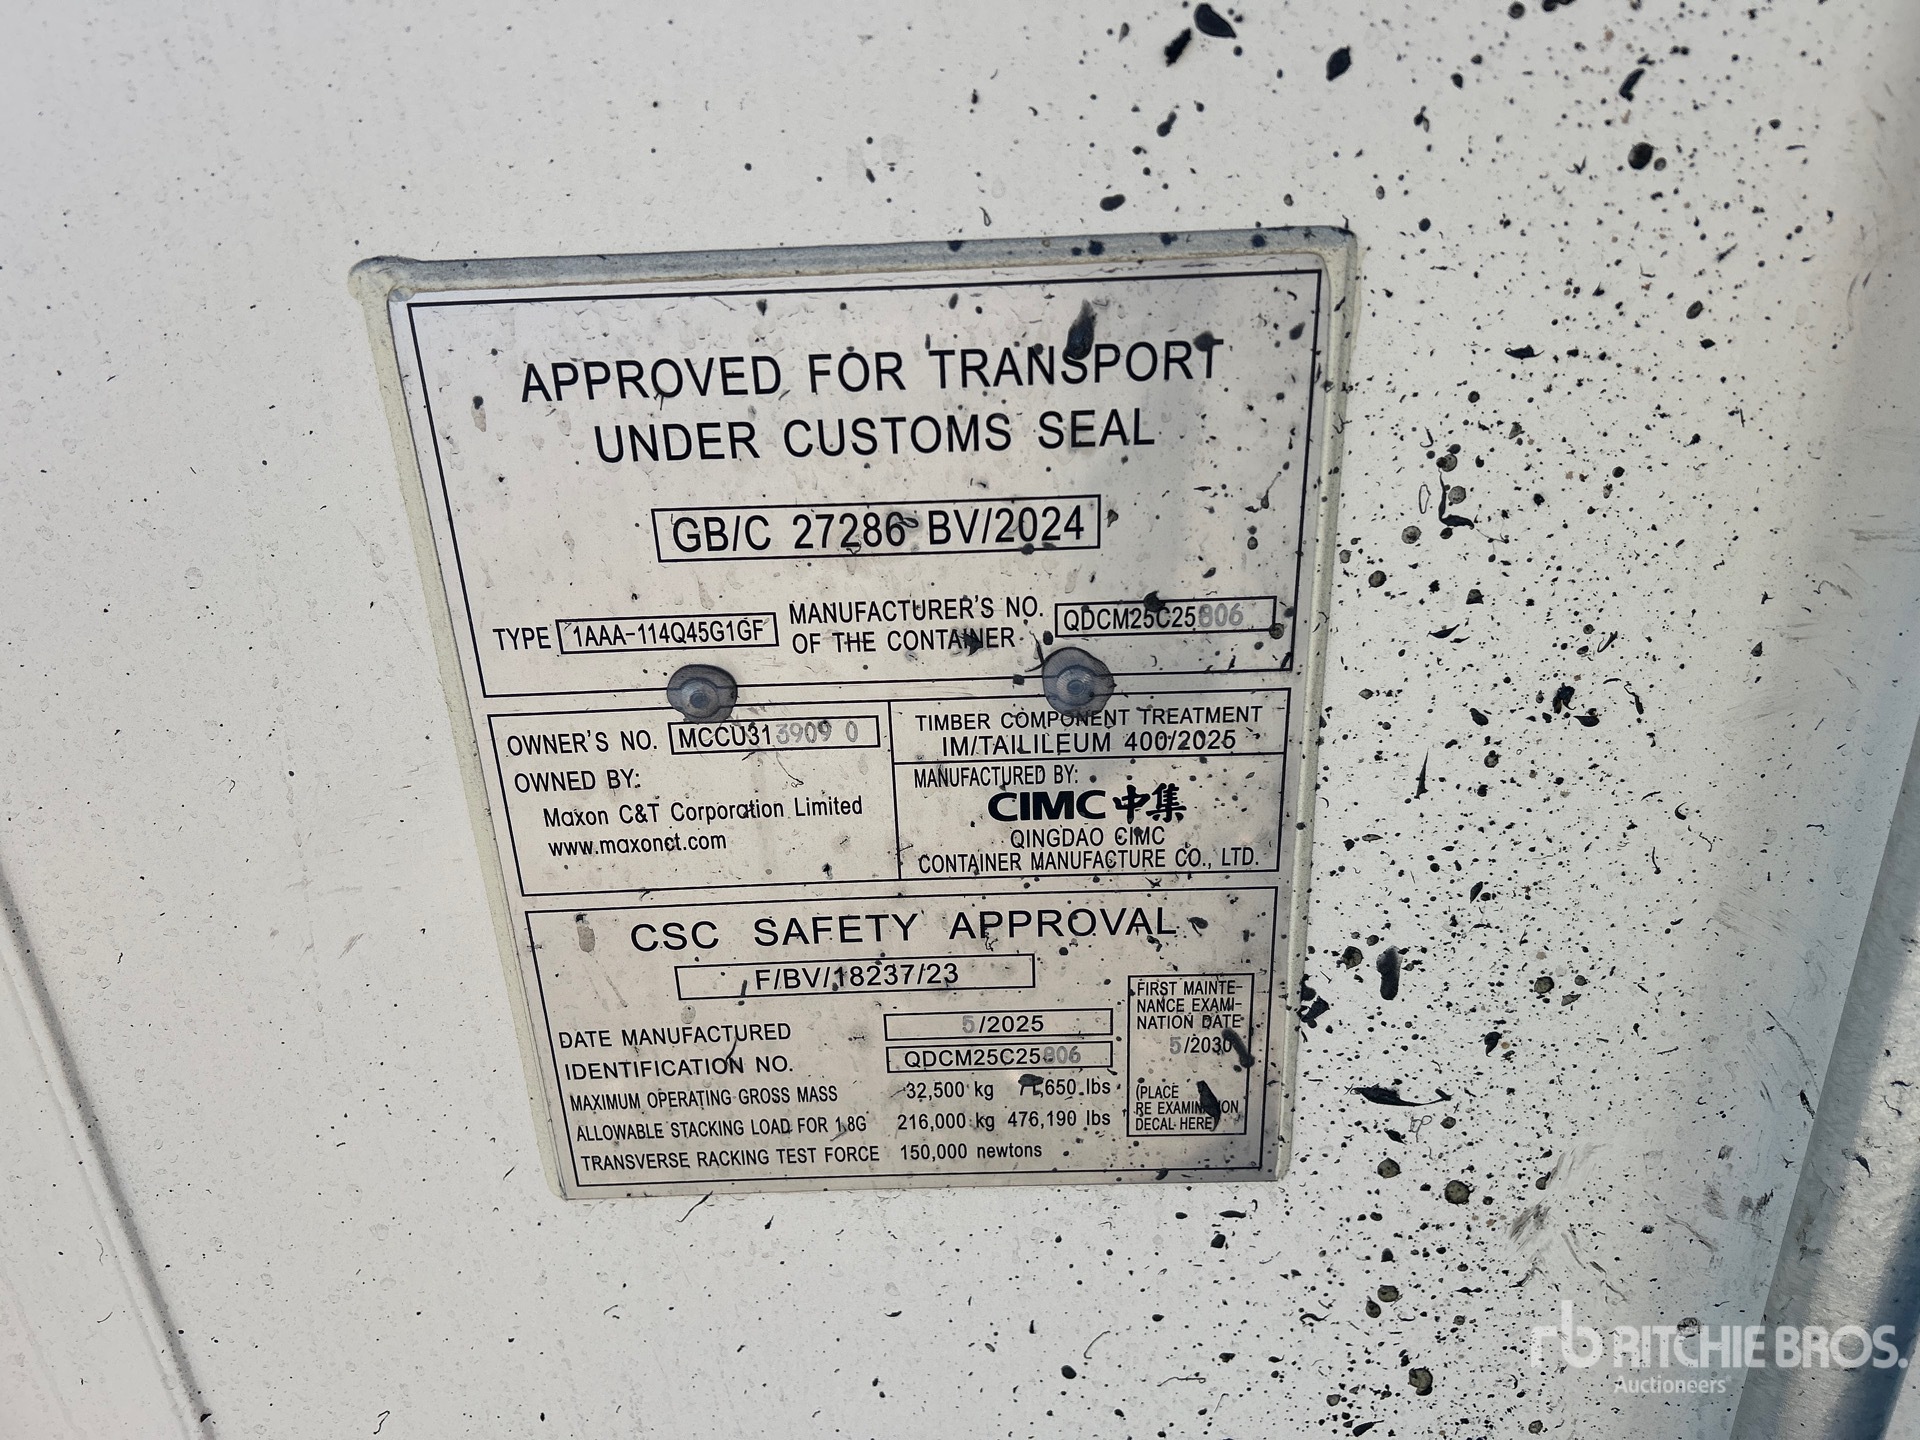 APPROVED FOR TRANSPORT
UNDER CUSTOMS SEAL
GB/C 27286 BV/2024
TYPE 1AAA-114Q45G1GF MANUFACTURER'S NO. OF THE CONTAINER QDCM25C25806
OWNER'S NO. MCCU313909 0
OWNED BY:
Maxon C&T Corporation Limited
www.maxonct.com
TIMBER COMPONENT TREATMENT
IM/TAILILEUM 400/2025
MANUFACTURED BY:
CIMC中集
QINGDAO CIMC
CONTAINER MANUFACTURE CO., LTD.
CSC SAFETY APPROVAL
F/BV/18237/23
DATE MANUFACTURED 5/2025
IDENTIFICATION NO. QDCM25C25806
MAXIMUM OPERATING GROSS MASS 32,500 kg 71,650 lbs
ALLOWABLE STACKING LOAD FOR 1.8G 216,000 kg 476,190 lbs
TRANSVERSE RACKING TEST FORCE 150,000 newtons
FIRST MAINTE-
NANCE EXAMI-
NATION DATE
5/2030
(PLACE
RE EXAMINATION
DECAL HERE)
rb RITCHIE BROS.
Auctioneers